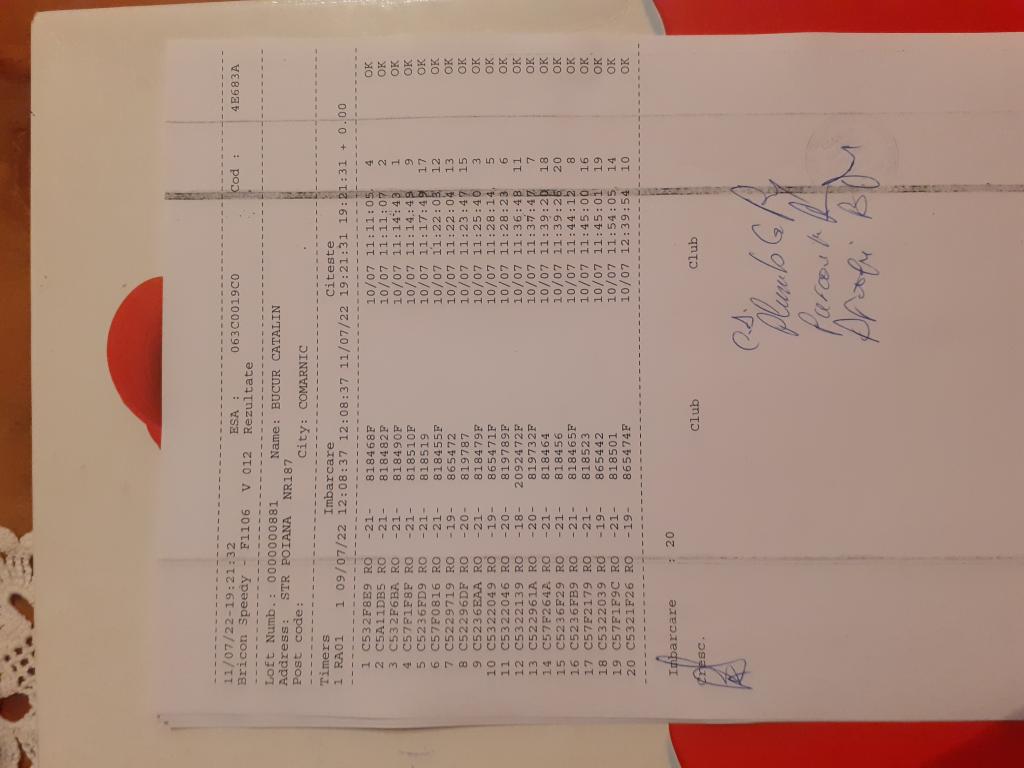 11/07/22-19:21:32 ESA : 063C0019C0 Cod : 4E683A
Bricon Speedy - F1106 V 012 Rezultate
Loft Numb.: 0000000881 Name: BUCUR CATALIN
Address: STR POIANA NR187
Post code: City: COMARNIC
Timers Imbarcare Citeste
1 RA01 1 09/07/22 12:08:37 12:08:37 11/07/22 19:21:31 19:21:31 + 0.00
1 C532F8E9 RO -21- 818468F 10/07 11:11:05, 4 OK
2 C5A11DB5 RO -21- 818482F 10/07 11:11:07 2 OK
3 C532F6BA RO -21- 818490F 10/07 11:14:43 1 OK
4 C57F1F8F RO -21- 818510F 10/07 11:14:49 9 OK
5 C5236FD9 RO -21- 818519 10/07 11:17:49 17 OK
6 C57F0816 RO -21- 818455F 10/07 11:22:03 12 OK
7 C5229719 RO -19- 865472 10/07 11:22:04 13 OK
8 C52296DF RO -20- 819787 10/07 11:23:47 15 OK
9 C5236EAA RO -21- 818479F 10/07 11:25:40 3 OK
10 C5322049 RO -19- 865471F 10/07 11:28:14, 5 OK
11 C5322046 RO -20- 819789F 10/07 11:28:23 6 OK
12 C5322139 RO -18- 2092472F 10/07 11:36:48 11 OK
13 C522961A RO -20- 819732F 10/07 11:37:47 7 OK
14 C57F264A RO -21- 818464 10/07 11:39:20 18 OK
15 C5236F29 RO -21- 818456 10/07 11:39:26 20 OK
16 C5236FB9 RO -21- 818465F 10/07 11:44:12 8 OK
17 C57F2179 RO -21- 818523 10/07 11:45:00 16 OK
18 C5322039 RO -19- 865442 10/07 11:45:01 19 OK
19 C57F1F9C RO -21- 818501 10/07 11:54:05, 14 OK
20 C5321F26 RO -19- 865474F 10/07 12:39:54 10 OK
Imbarcare : 20
Cresc. Club Club